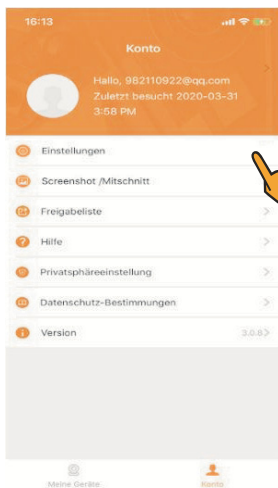 16:13
Konto
Hallo, 982110922@qq.com
Zuletzt besucht 2020-03-31
3:58 PM
Einstellungen
Screenshot /Mitschnitt
Freigabeliste
Hilfe
Privatsphäreeinstellung
Datenschutz-Bestimmungen
Version
3.0.8
Meine Geräte
Konto